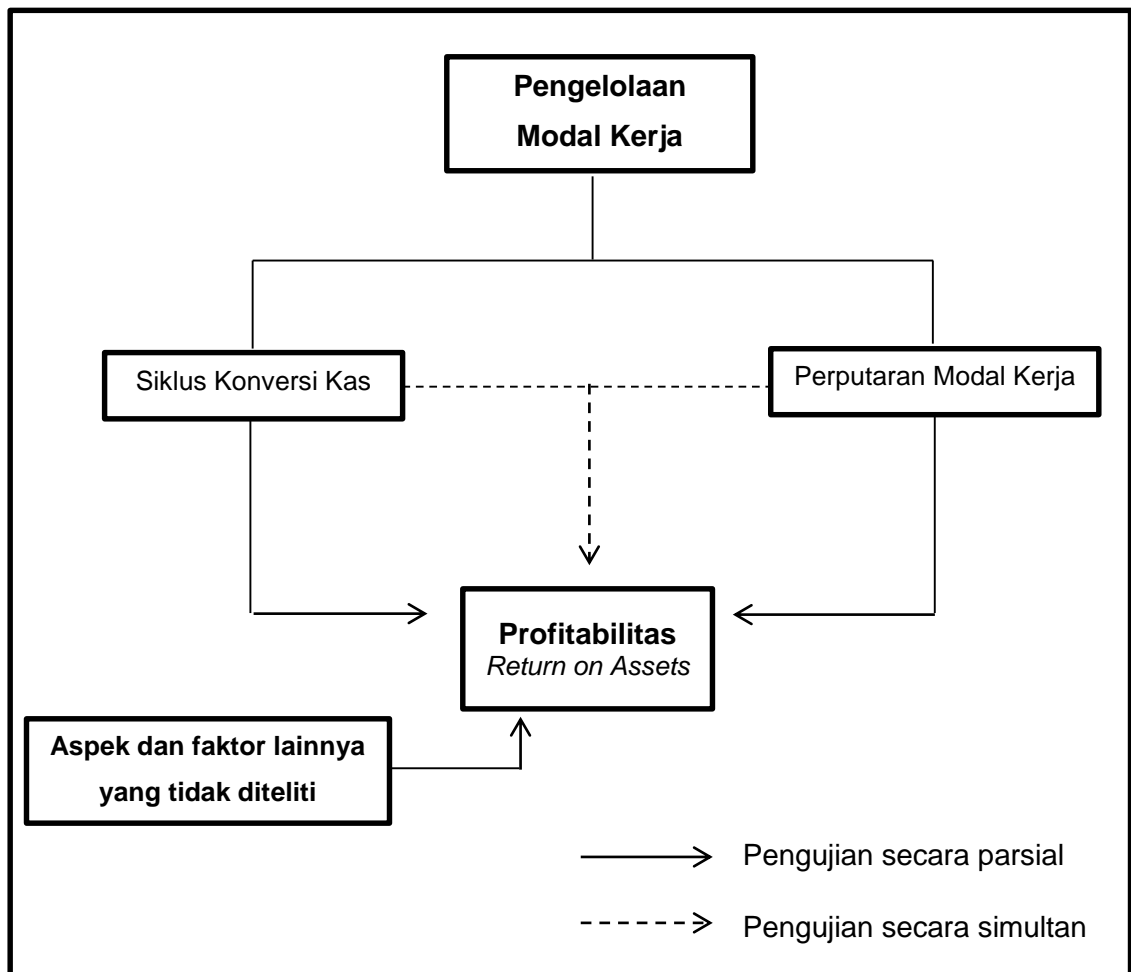 Pengelolaan
Modal Kerja
Siklus Konversi Kas
Perputaran Modal Kerja
Profitabilitas
Return on Assets
Aspek dan faktor lainnya
yang tidak diteliti
Pengujian secara parsial
Pengujian secara simultan